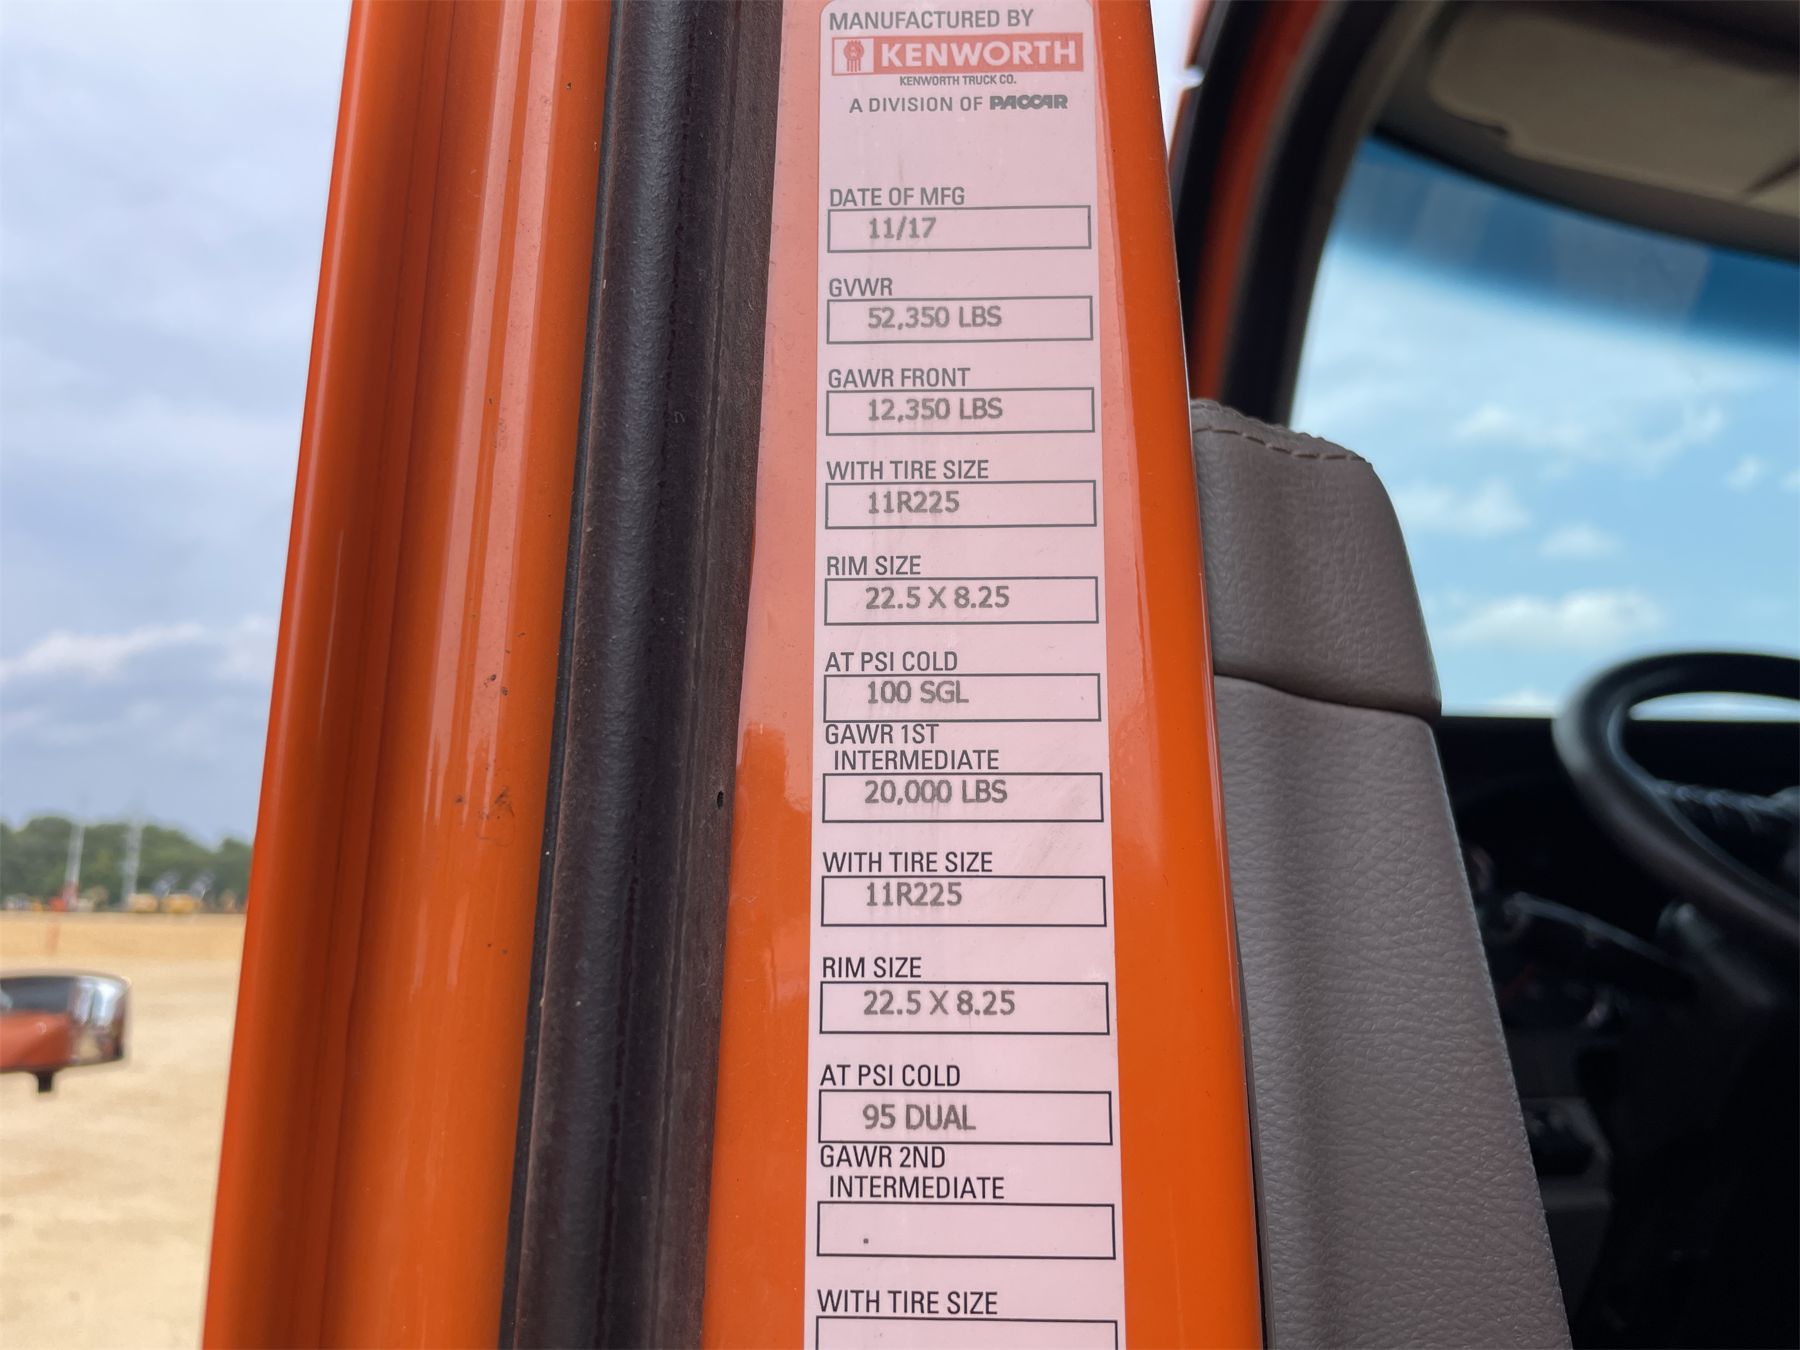 MANUFACTURED BY
KENWORTH
KENWORTH TRUCK CO.
A DIVISION OF PACCAR
DATE OF MFG
11/17
GVWR
52,350 LBS
GAWR FRONT
12,350 LBS
WITH TIRE SIZE
11R225
RIM SIZE
22.5 X 8.25
AT PSI COLD
100 SGL
GAWR 1ST
INTERMEDIATE
20,000 LBS
WITH TIRE SIZE
11R225
RIM SIZE
22.5 X 8.25
AT PSI COLD
95 DUAL
GAWR 2ND
INTERMEDIATE
.
WITH TIRE SIZE